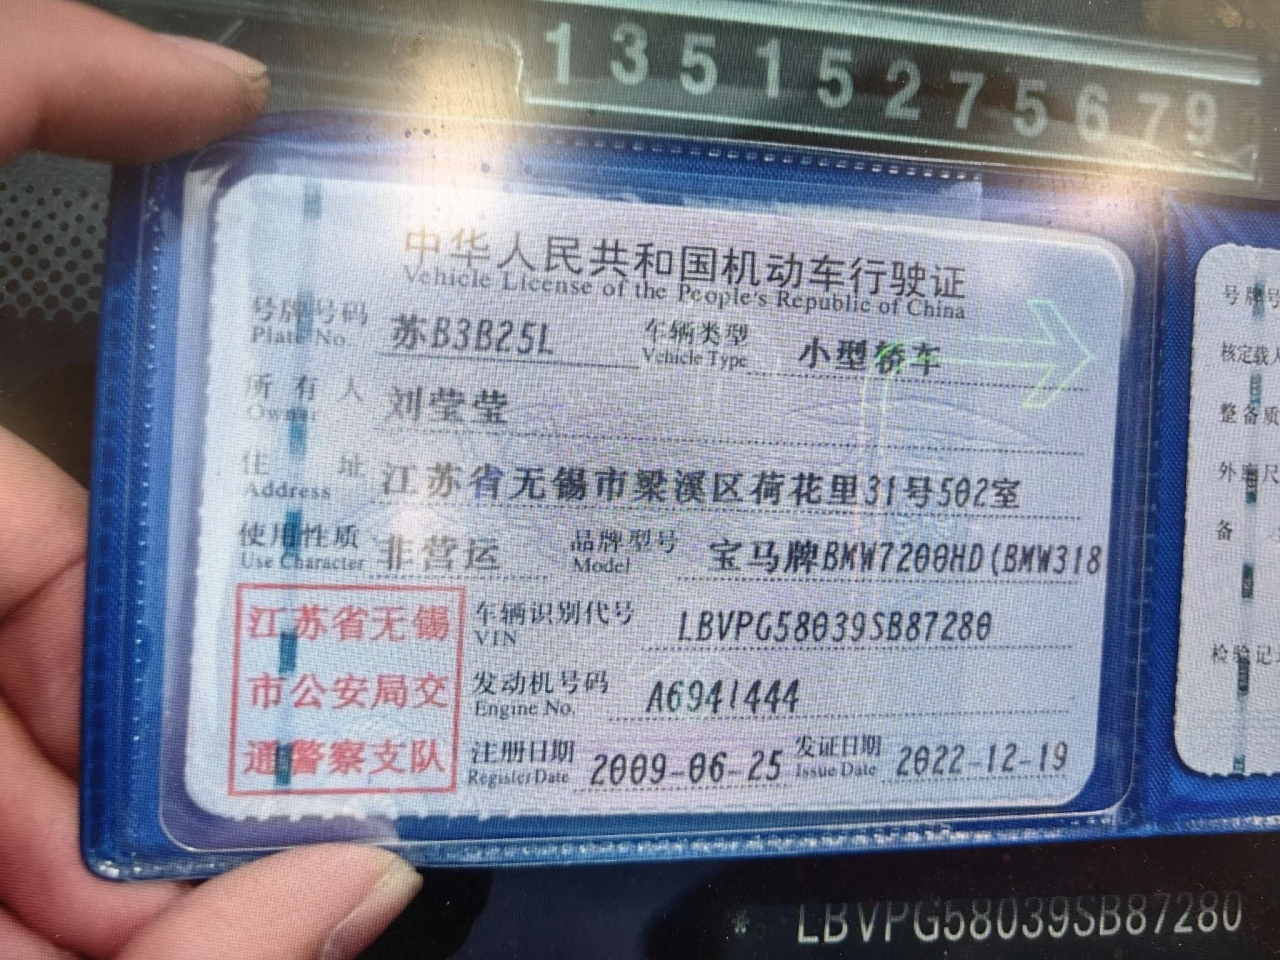 13515275679
中华人民共和国机动车行驶证
Vehicle License of the People's Republic of China
号牌号码 苏B3B25L 车辆类型 小型轿车
Plate No. Vehicle Type
所有人 刘莹莹
Owner
住址 江苏省无锡市梁溪区荷花里31号502室
Address
使用性质 非营运 品牌型号 宝马牌BMW7200HD(BMW318
Use Character Model
江苏省无锡
市公安局交
通警察支队
车辆识别代号 LBVPG58039SB87280
VIN
发动机号码 A6941444
Engine No.
注册日期 2009-06-25 发证日期 2022-12-19
Register Date Issue Date
号牌号
核定载人
整备质
外廓尺
备
检验记
* LBVPG58039SB87280